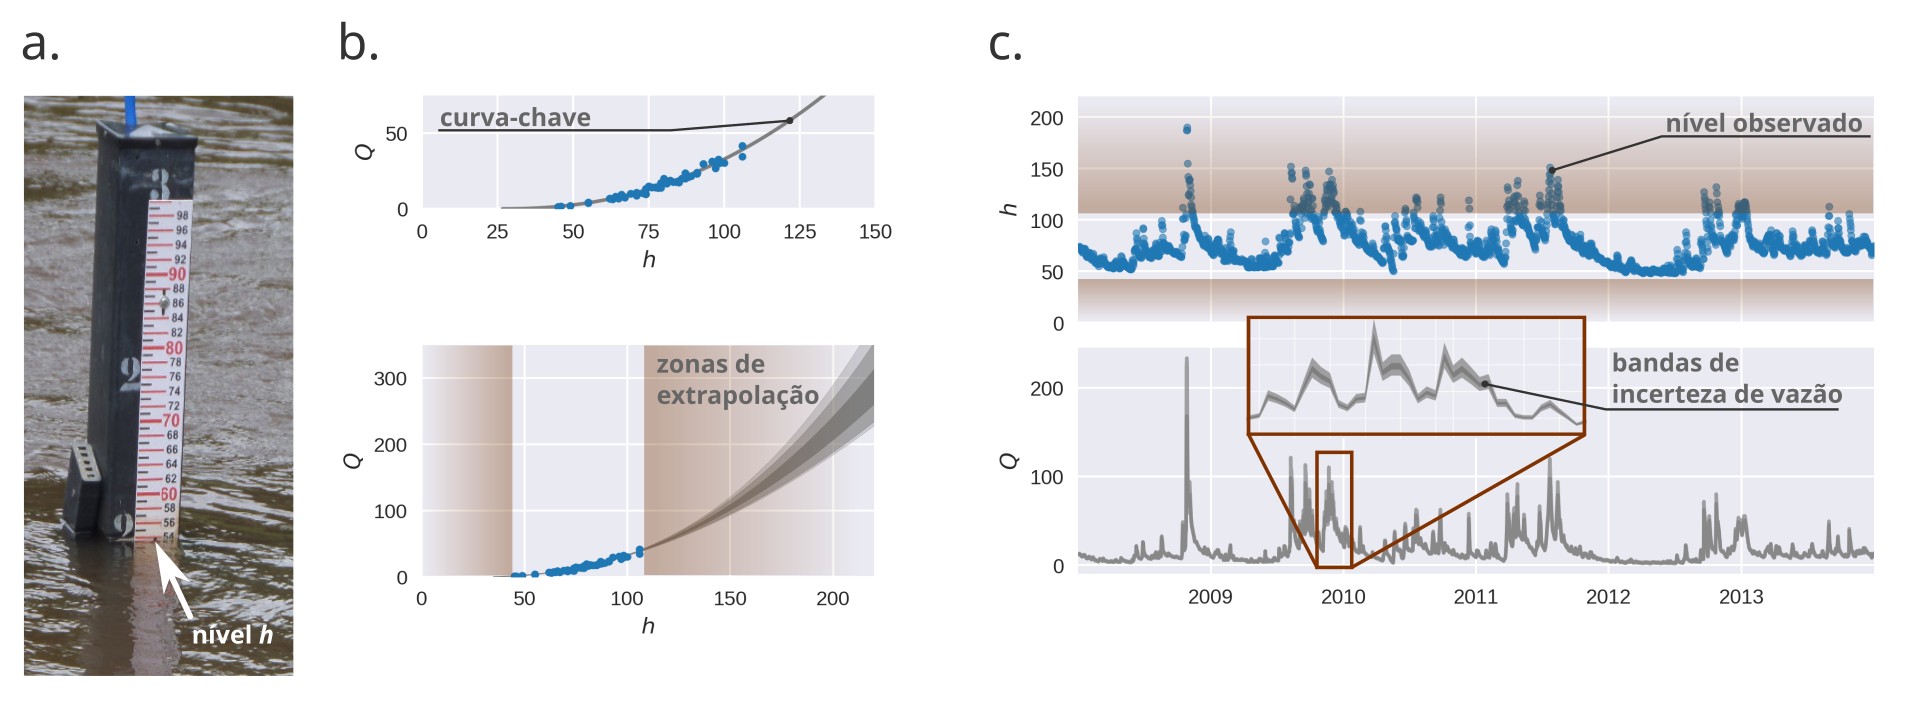 a.
b.
c.
3
98
96
94
92
90
88
86
84
82
80
78
76
74
72
70
68
66
64
62
60
58
56
54
2
9
nível h
curva-chave
50
0
Q
0 25 50 75 100 125 150
h
zonas de
extrapolação
300
200
100
0
Q
0 50 100 150 200
h
nível observado
200
150
100
50
0
h
bandas de
incerteza de vazão
200
100
0
Q
2009 2010 2011 2012 2013